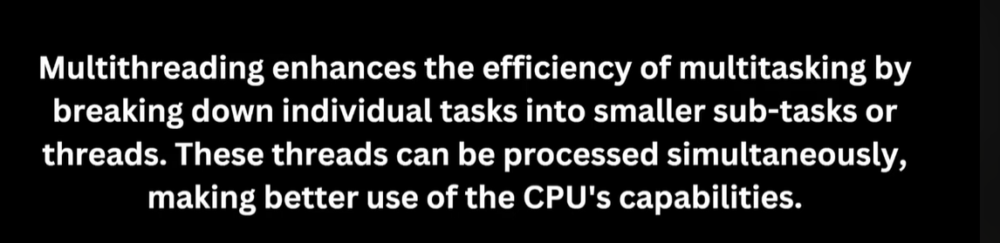 Multithreading enhances the efficiency of multitasking by
breaking down individual tasks into smaller sub-tasks or
threads. These threads can be processed simultaneously,
making better use of the CPU's capabilities.